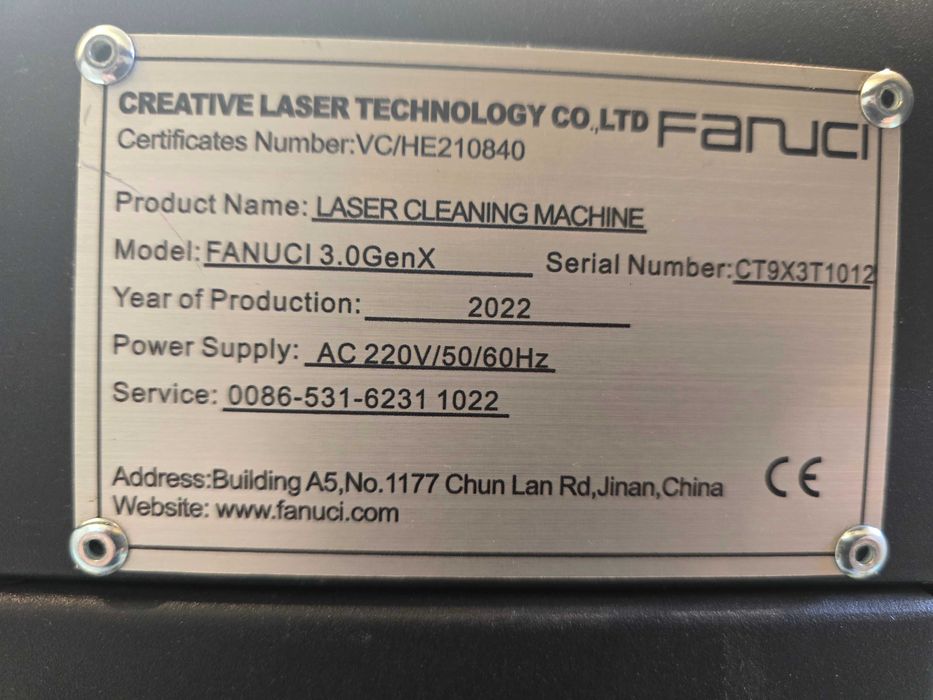 CREATIVE LASER TECHNOLOGY CO.,LTD
Fanuci
Certificates Number:VC/HE210840
Product Name: LASER CLEANING MACHINE
Model: FANUCI 3.0GenX Serial Number:CT9X3T1012
Year of Production: 2022
Power Supply: AC 220V/50/60Hz
Service: 0086-531-6231 1022
Address:Building A5,No.1177 Chun Lan Rd,Jinan,China
CE
Website: www.fanuci.com